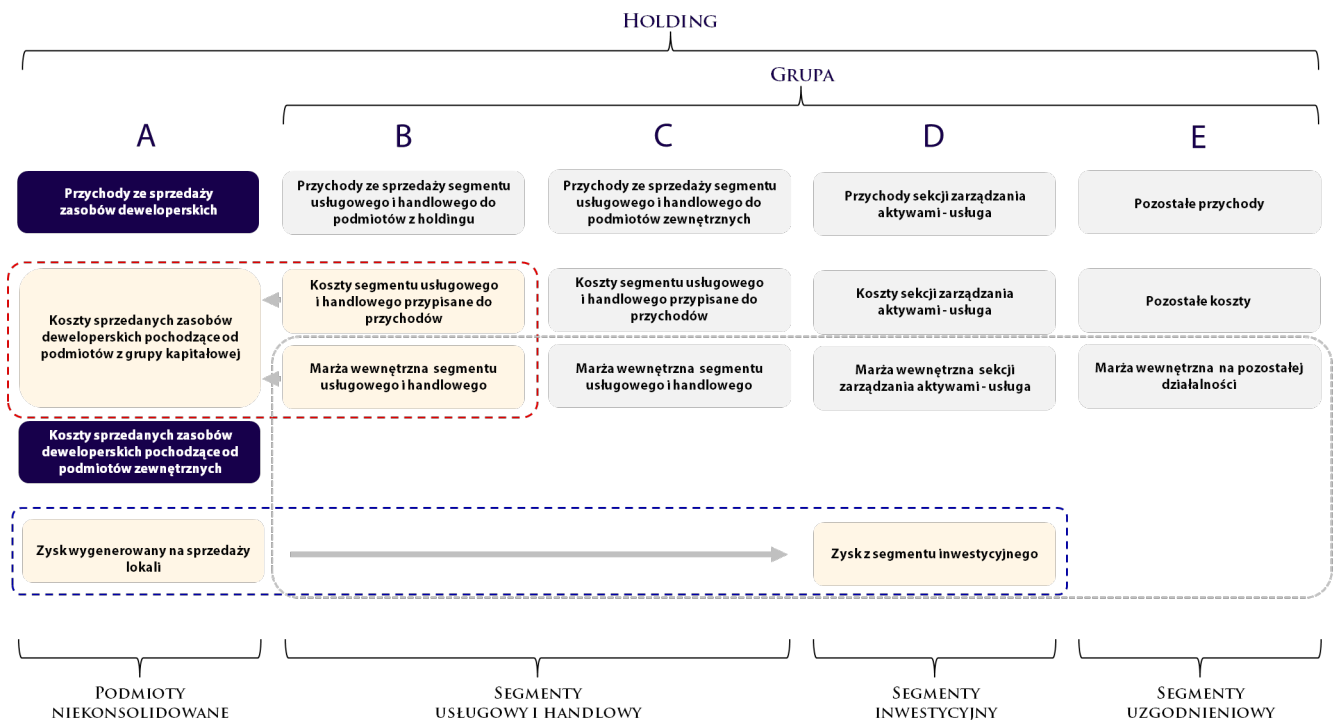 HOLDING
GRUPA
A
B
C
D
E
Przychody ze sprzedaży
zasobów deweloperskich
Przychody ze sprzedaży segmentu
usługowego i handlowego do
podmiotów z holdingu
Przychody ze sprzedaży segmentu
usługowego i handlowego do
podmiotów zewnętrznych
Przychody sekcji zarządzania
aktywami - usługa
Pozostałe przychody
Koszty sprzedanych zasobów
deweloperskich pochodzące od
podmiotów z grupy kapitałowej
Koszty segmentu usługowego
i handlowego przypisane do
przychodów
Koszty segmentu usługowego
i handlowego przypisane do
przychodów
Koszty sekcji zarządzania
aktywami - usługa
Pozostałe koszty
Marża wewnętrzna segmentu
usługowego i handlowego
Marża wewnętrzna segmentu
usługowego i handlowego
Marża wewnętrzna sekcji
zarządzania aktywami - usługa
Marża wewnętrzna na pozostałej
działalności
Koszty sprzedanych zasobów
deweloperskich pochodzące od
podmiotów zewnętrznych
Zysk wygenerowany na sprzedaży
lokali
Zysk z segmentu inwestycyjnego
PODMIOTY
NIEKONSOLIDOWANE
SEGMENTY
USŁUGOWY I HANDLOWY
SEGMENTY
INWESTYCYJNY
SEGMENTY
UZGODNIENIOWY